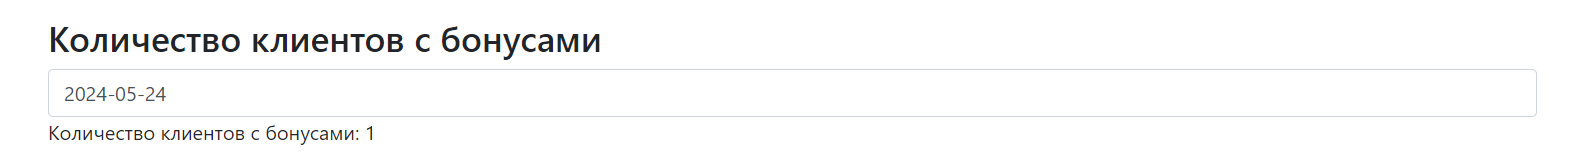 Количество клиентов с бонусами
2024-05-24
Количество клиентов с бонусами: 1